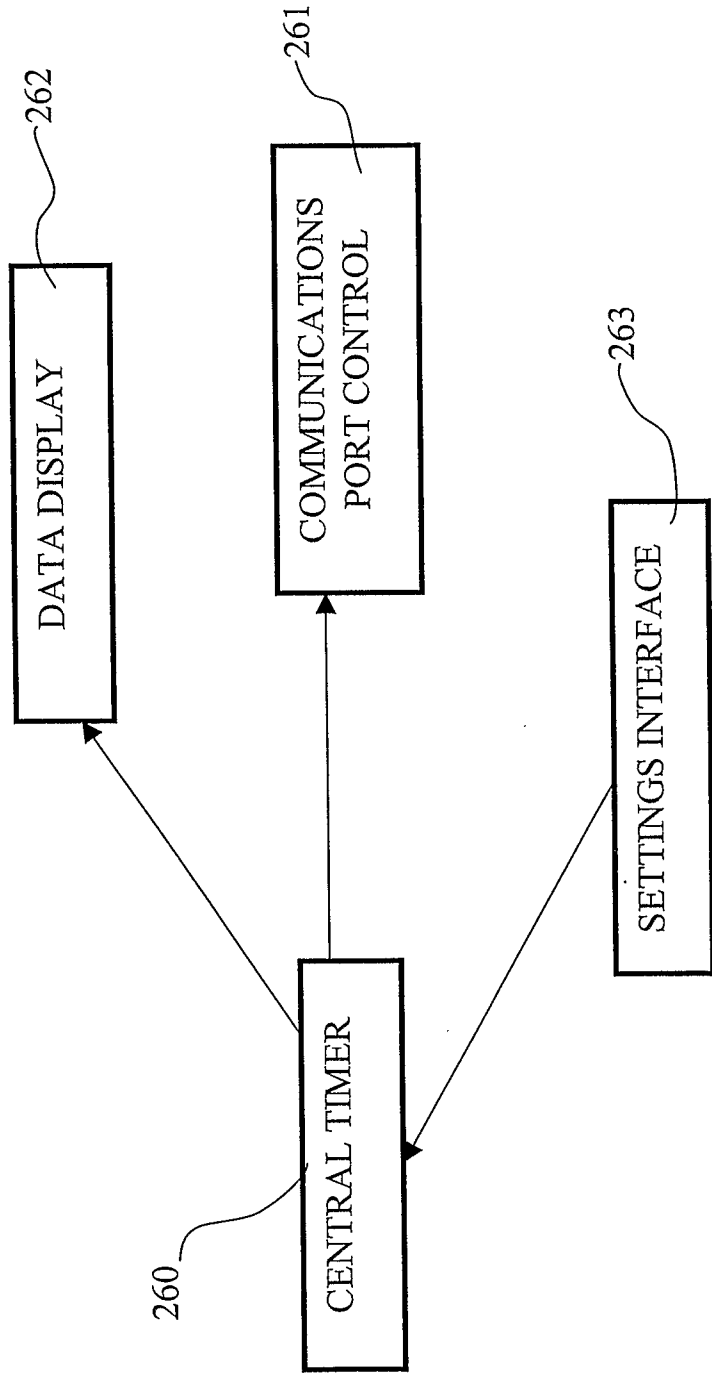 262
DATA DISPLAY
261
COMMUNICATIONS
PORT CONTROL
260
CENTRAL TIMER
263
SETTINGS INTERFACE